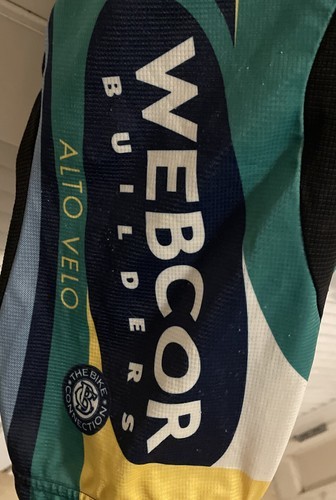 WEBCOR
BUILDERS
ALTO VELO
THE BIKE
CONNECTION